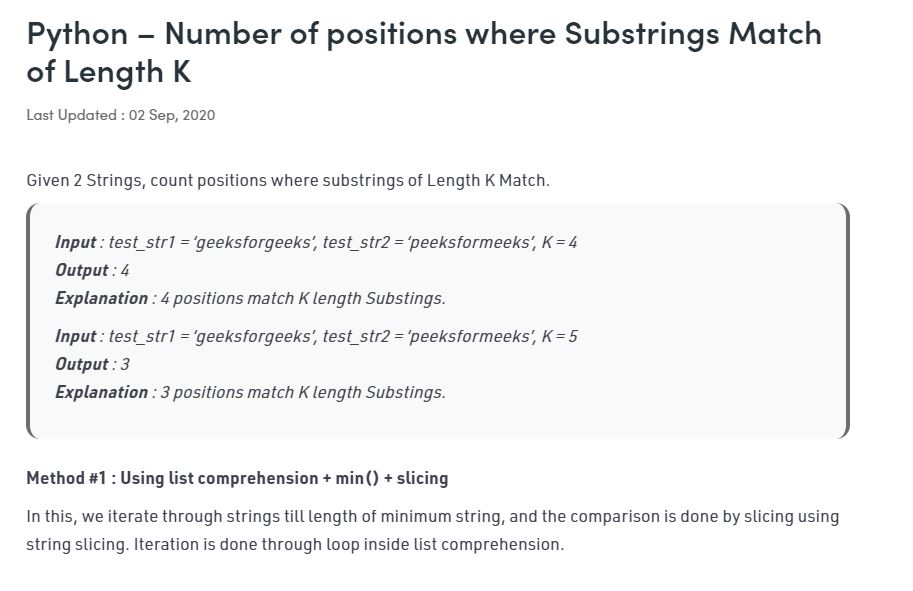 Python – Number of positions where Substrings Match
of Length K
Last Updated : 02 Sep, 2020
Given 2 Strings, count positions where substrings of Length K Match.
Input : test_str1 = ‘geeksforgeeks’, test_str2 = ‘peeksformeeks’, K = 4
Output : 4
Explanation : 4 positions match K length Substings.
Input : test_str1 = ‘geeksforgeeks’, test_str2 = ‘peeksformeeks’, K = 5
Output : 3
Explanation : 3 positions match K length Substings.
Method #1 : Using list comprehension + min() + slicing
In this, we iterate through strings till length of minimum string, and the comparison is done by slicing using
string slicing. Iteration is done through loop inside list comprehension.